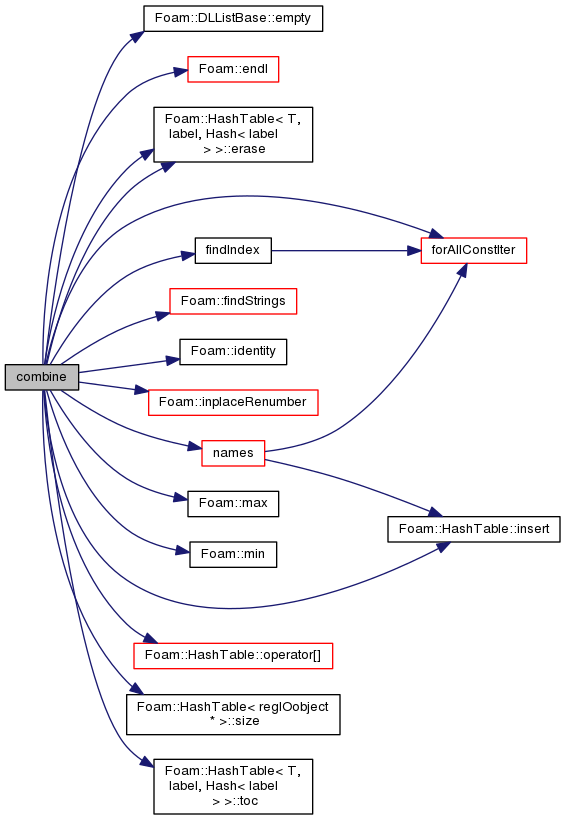 Foam::DLListBase::empty
Foam::endl
Foam::HashTable< T,
label, Hash< label
> >::erase
findIndex
forAllConstIter
Foam::findStrings
Foam::identity
combine
Foam::inplaceRenumber
names
Foam::max
Foam::HashTable::insert
Foam::min
Foam::HashTable::operator[]
Foam::HashTable< regIOobject
* >::size
Foam::HashTable< T,
label, Hash< label
> >::toc